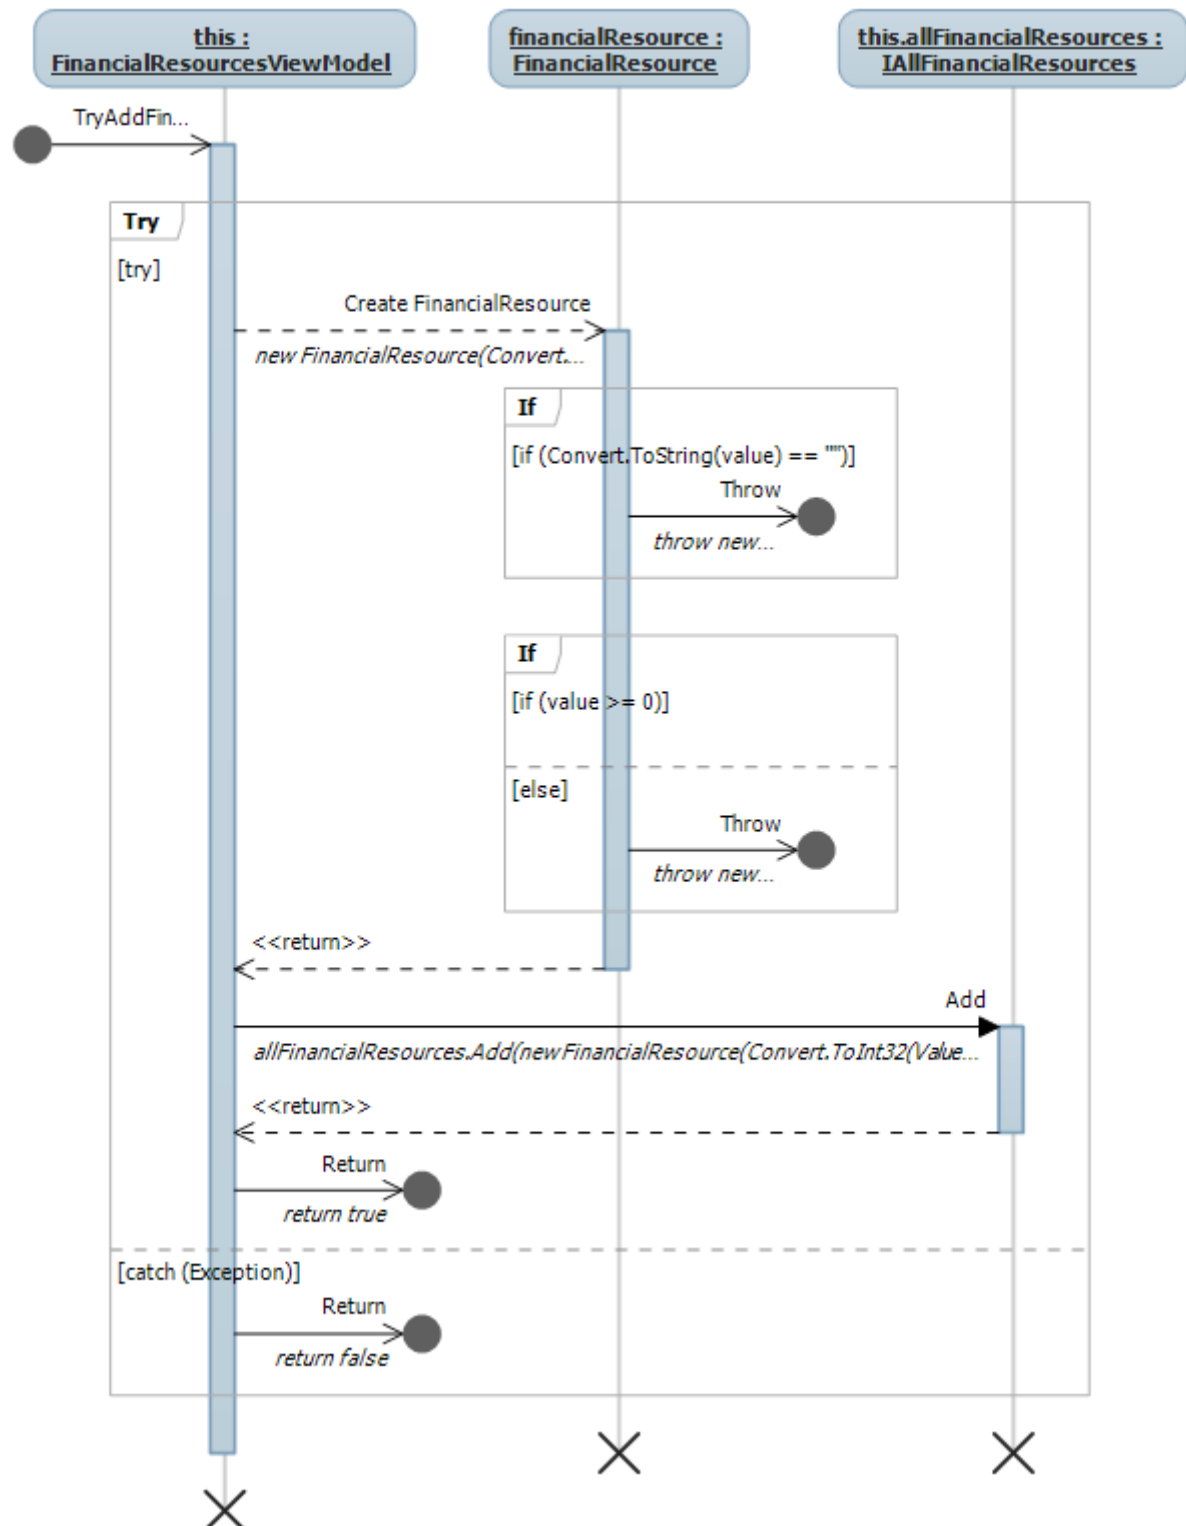 this :
FinancialResourcesViewModel
financialResource :
FinancialResource
this.allFinancialResources :
IAllFinancialResources
TryAddFin...
Try
[try]
Create FinancialResource
new FinancialResource(Convert....
If
[if (Convert.ToString(value) == "")]
Throw
throw new...
If
[if (value >= 0)]
[else]
Throw
throw new...
<<return>>
Add
allFinancialResources.Add(newFinancialResource(Convert.ToInt32(Value...
<<return>>
Return
return true
[catch (Exception)]
Return
return false